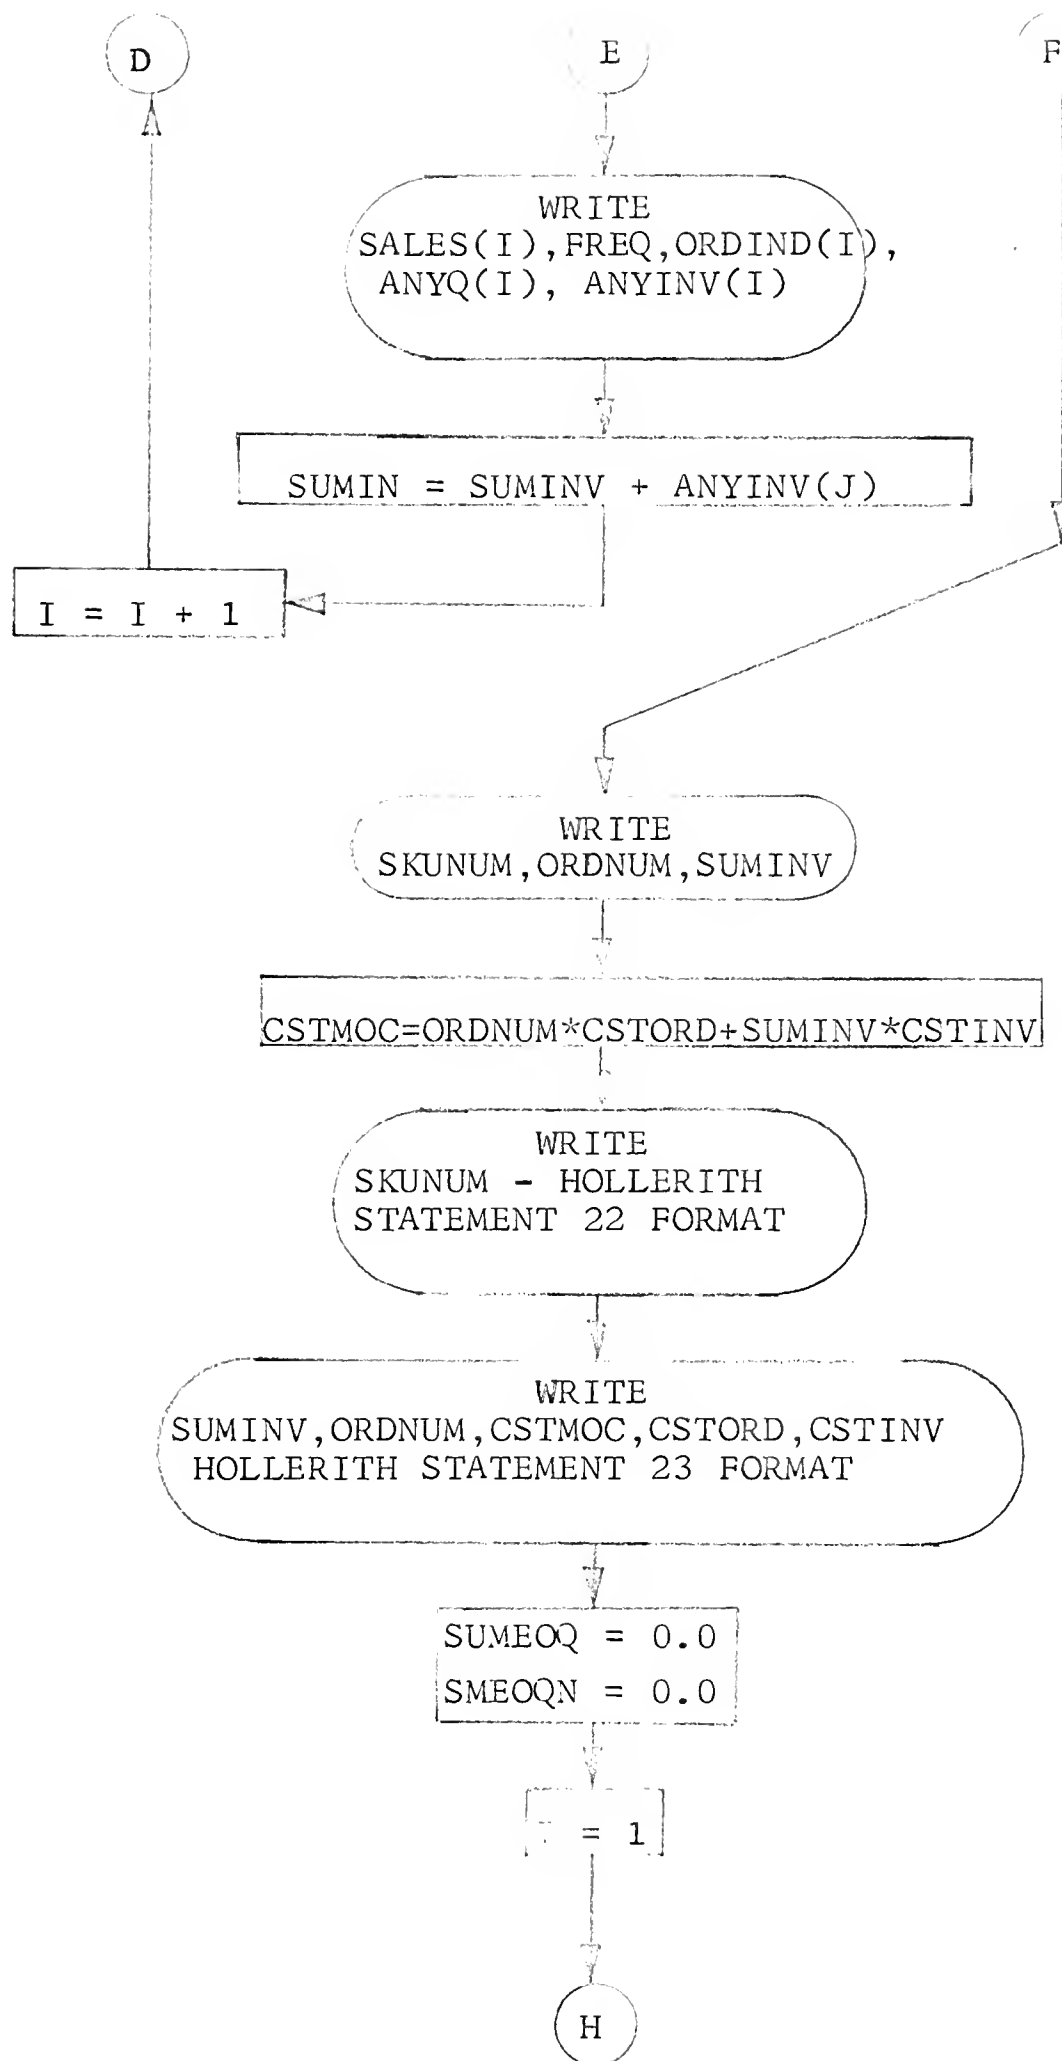 D
E
F
WRITE
SALES(I),FREQ,ORDIND(I),
ANYQ(I), ANYINV(I)
SUMIN = SUMINV + ANYINV(J)
I = I + 1
WRITE
SKUNUM,ORDNUM,SUMINV
CSTMOC=ORDNUM*CSTORD+SUMINV*CSTINV
WRITE
SKUNUM - HOLLERITH
STATEMENT 22 FORMAT
WRITE
SUMINV,ORDNUM,CSTMOC,CSTORD,CSTINV
HOLLERITH STATEMENT 23 FORMAT
SUMEOQ = 0.0
SMEOQN = 0.0
= 1
H